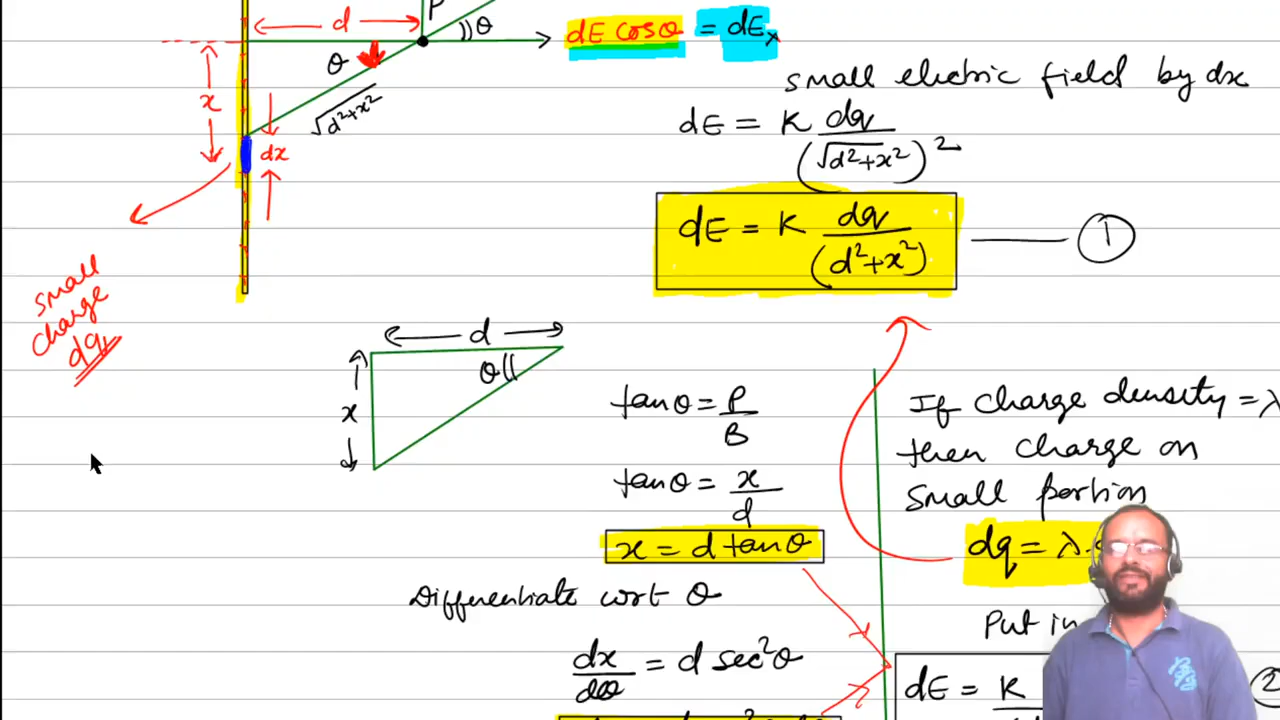 d
P
θ
dE cosθ = dEx
θ
x
√d²+x²
dx
small electric field by dx
dE = K dq / (√d²+x²)²
dE = K dq / (d²+x²) ①
small
charge
dq
d
θ
x
tanθ = P/B
tanθ = x/d
x = d tanθ
Differentiate wrt θ
dx/dθ = d sec²θ
If charge density = λ
then charge on
small portion
dq = λ.
Put in
dE = K
②